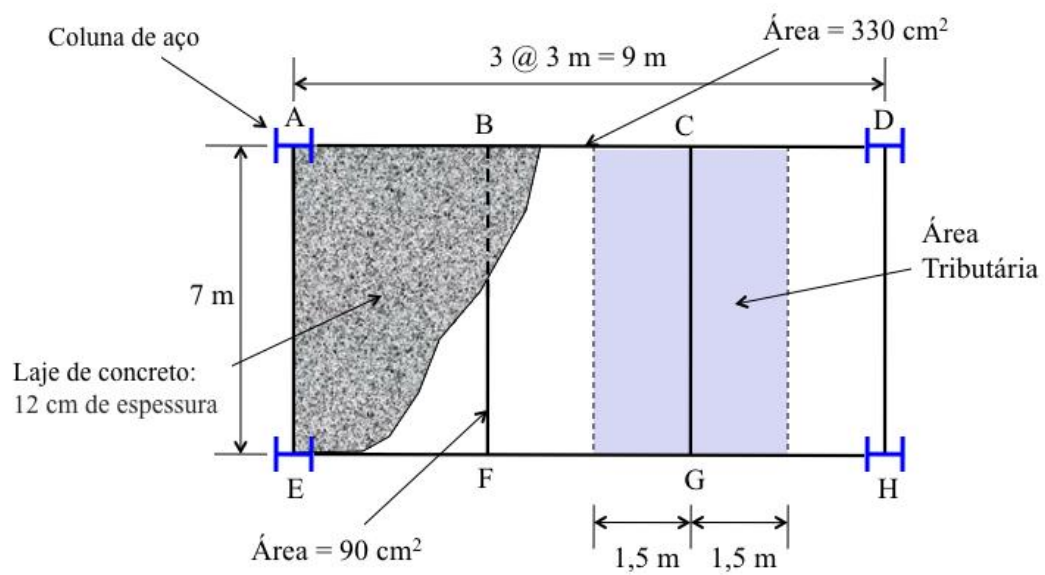 Coluna de aço
Área = 330 cm²
3 @ 3 m = 9 m
A
B
C
D
Área
Tributária
7 m
Laje de concreto:
12 cm de espessura
E
F
G
H
Área = 90 cm²
1,5 m
1,5 m